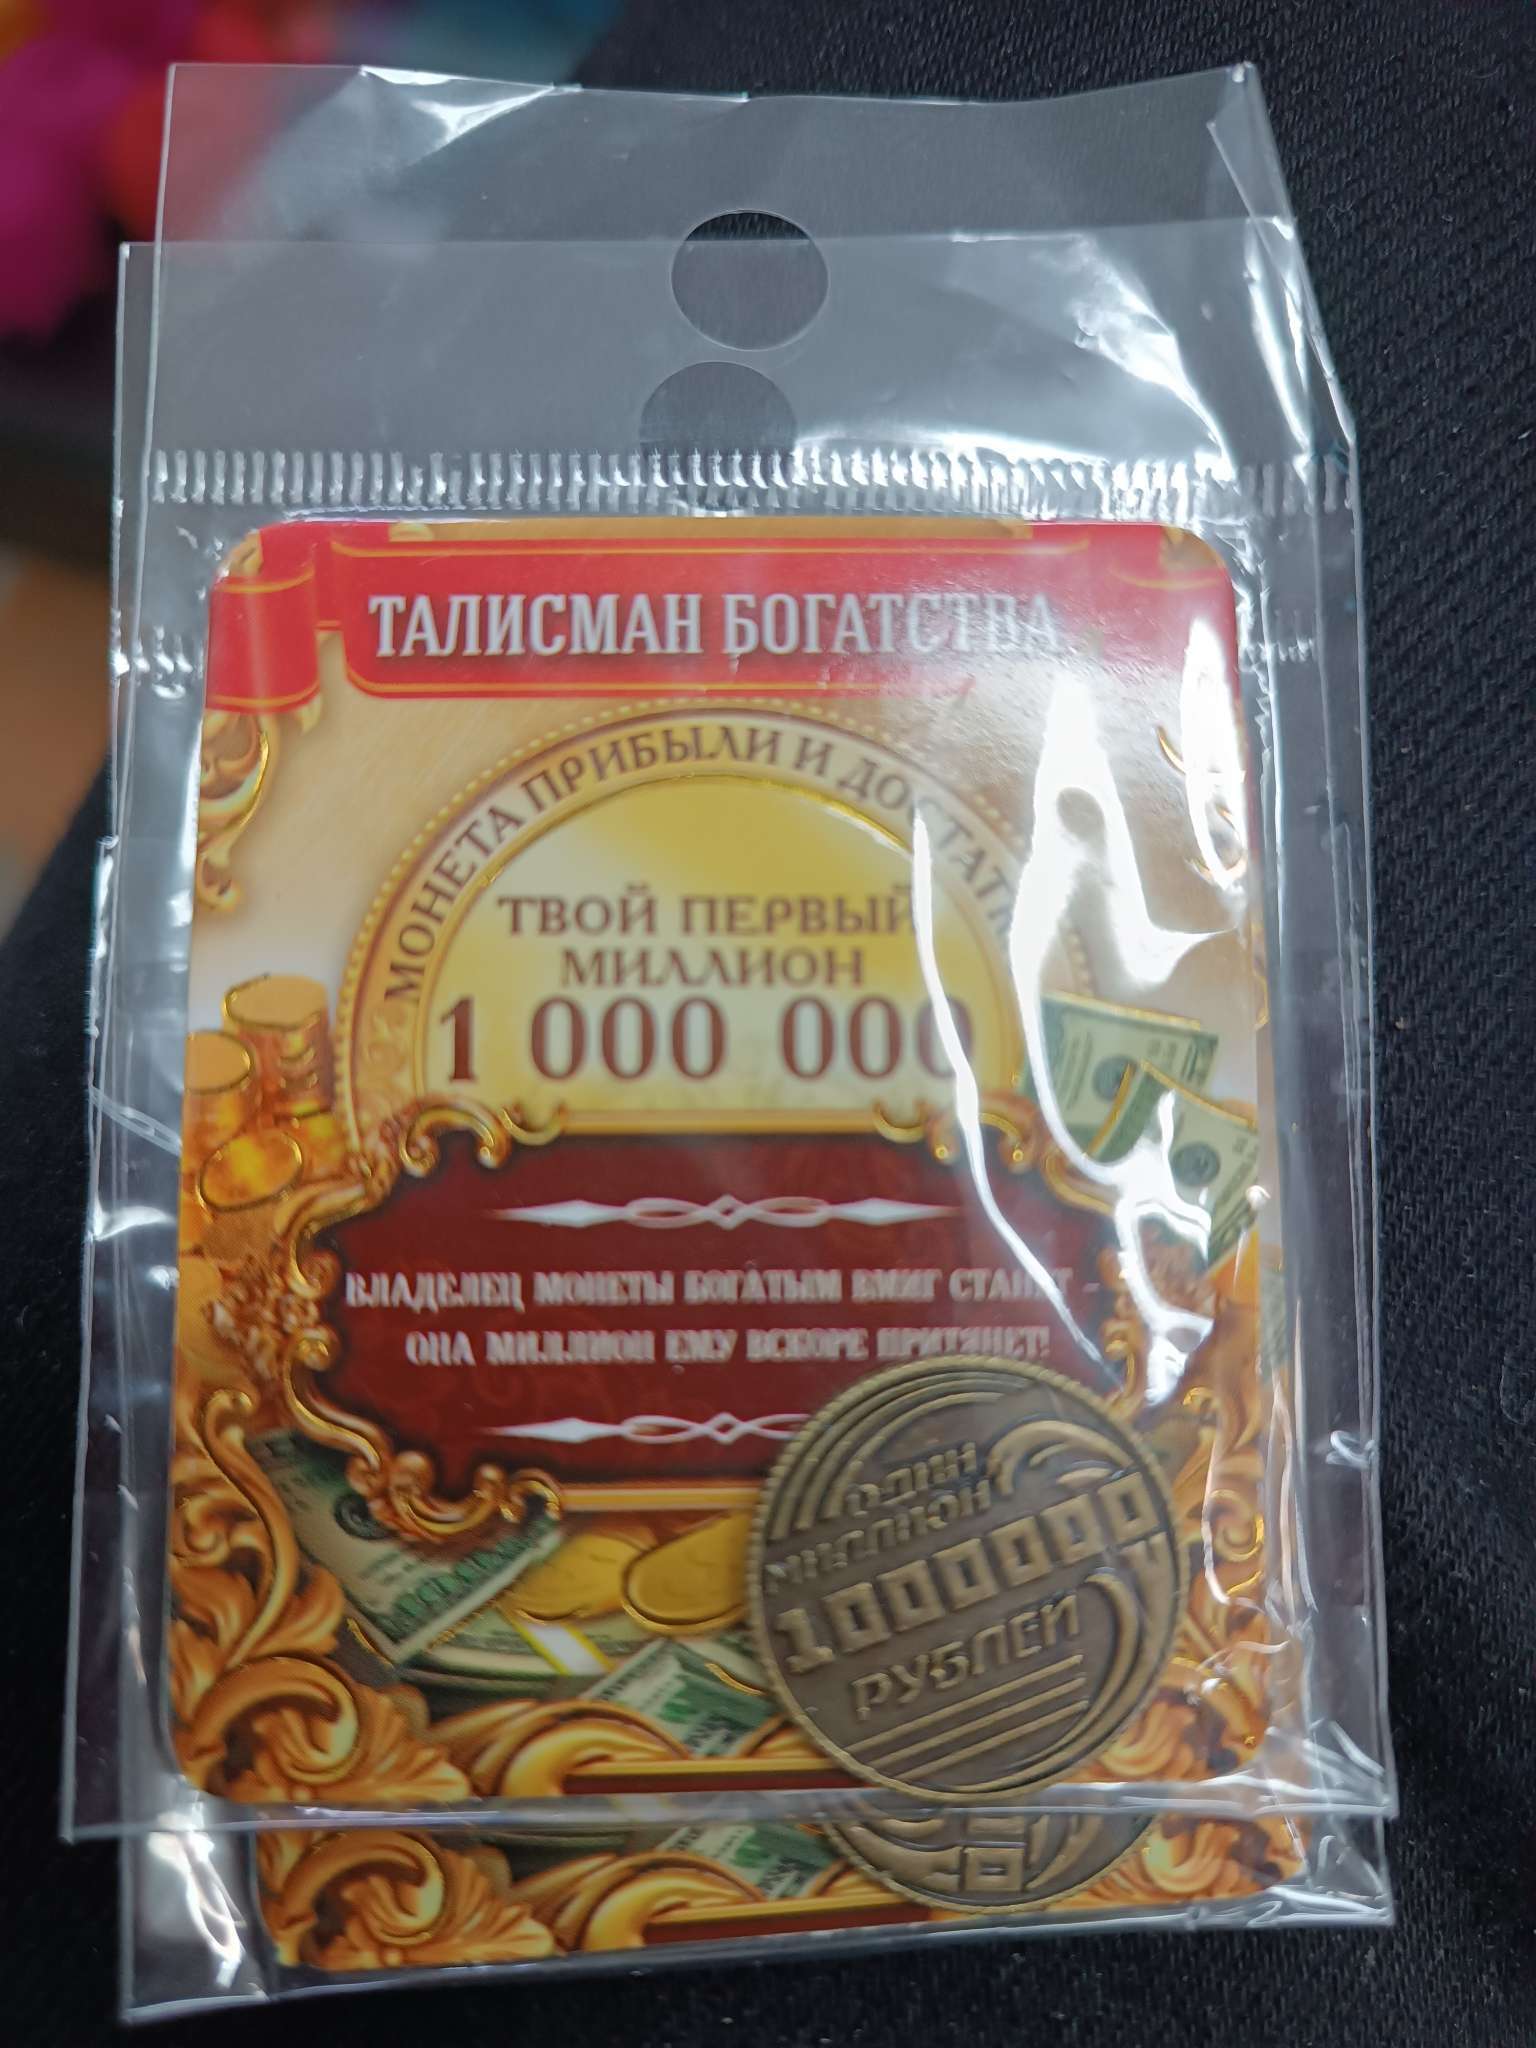 ТАЛИСМАН БОГАТСТВА
МОНЕТА ПРИБЫЛИ И
ТВОЙ ПЕРВЫЙ
МИЛЛИОН
1 000 000
ВЛАДЕЛЕЦ МОНЕТЫ БОГАТЫМ ВМИГ СТАНЕТ -
ОНА МИЛЛИОН ЕМУ ВСКОРЕ ПРИТЯНЕТ!
ОДИН
МИЛЛИОН
1000000
РУБЛЕЙ